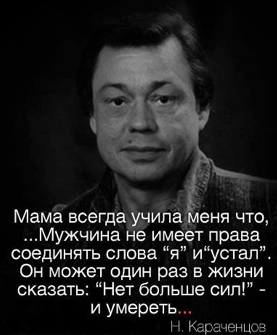 Мама всегда учила меня что,
...Мужчина не имеет права
соединять слова “я” и“устал”.
Он может один раз в жизни
сказать: “Нет больше сил!” -
и умереть...
Н. Караченцов